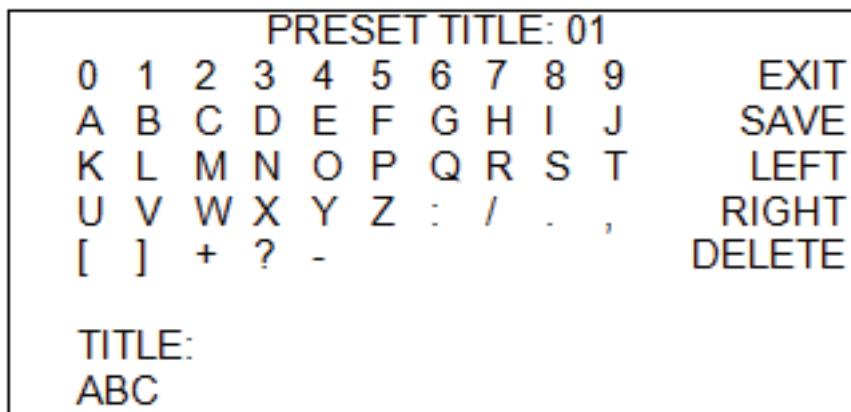 PRESET TITLE: 01
0 1 2 3 4 5 6 7 8 9 EXIT
A B C D E F G H I J SAVE
K L M N O P Q R S T LEFT
U V W X Y Z : / . , RIGHT
[ ] + ? - DELETE
TITLE:
ABC